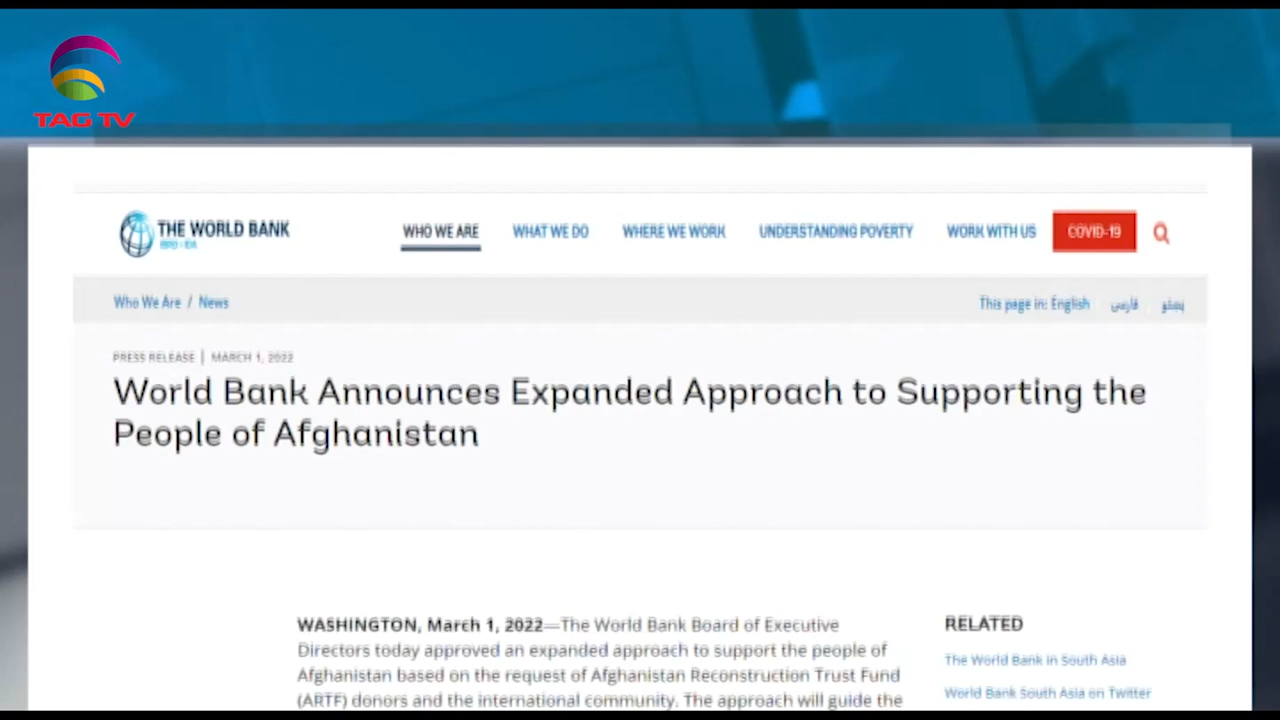 TAG TV
THE WORLD BANK
IBRD • IDA
WHO WE ARE
WHAT WE DO
WHERE WE WORK
UNDERSTANDING POVERTY
WORK WITH US
COVID-19
Who We Are / News
This page in: English فارسی پښتو
PRESS RELEASE | MARCH 1, 2022
World Bank Announces Expanded Approach to Supporting the
People of Afghanistan
WASHINGTON, March 1, 2022—The World Bank Board of Executive
Directors today approved an expanded approach to support the people of
Afghanistan based on the request of Afghanistan Reconstruction Trust Fund
(ARTF) donors and the international community. The approach will guide the
RELATED
The World Bank in South Asia
World Bank South Asia on Twitter